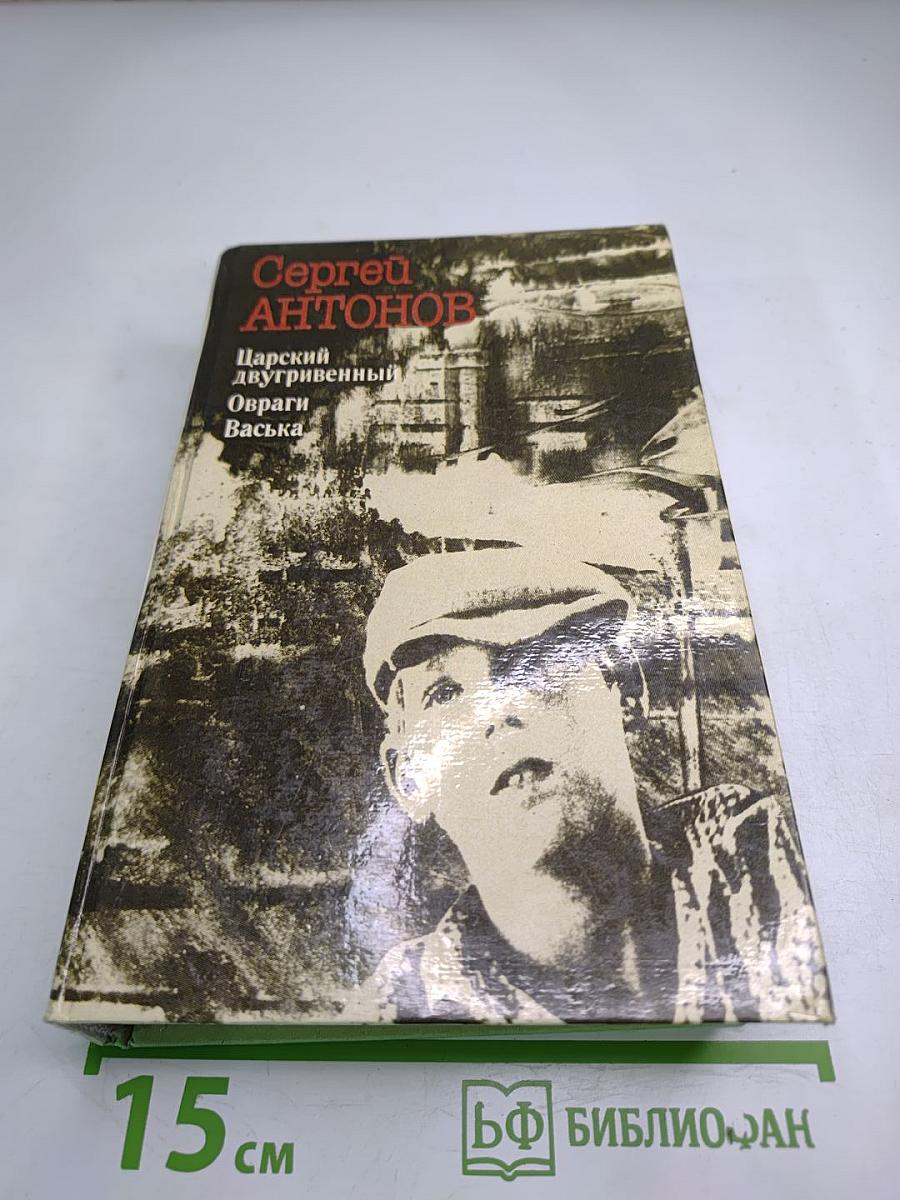 Сергей
АНТОНОВ
Царский
двугривенный
Овраги
Васька
15 см
БФ БИБЛИОФАН